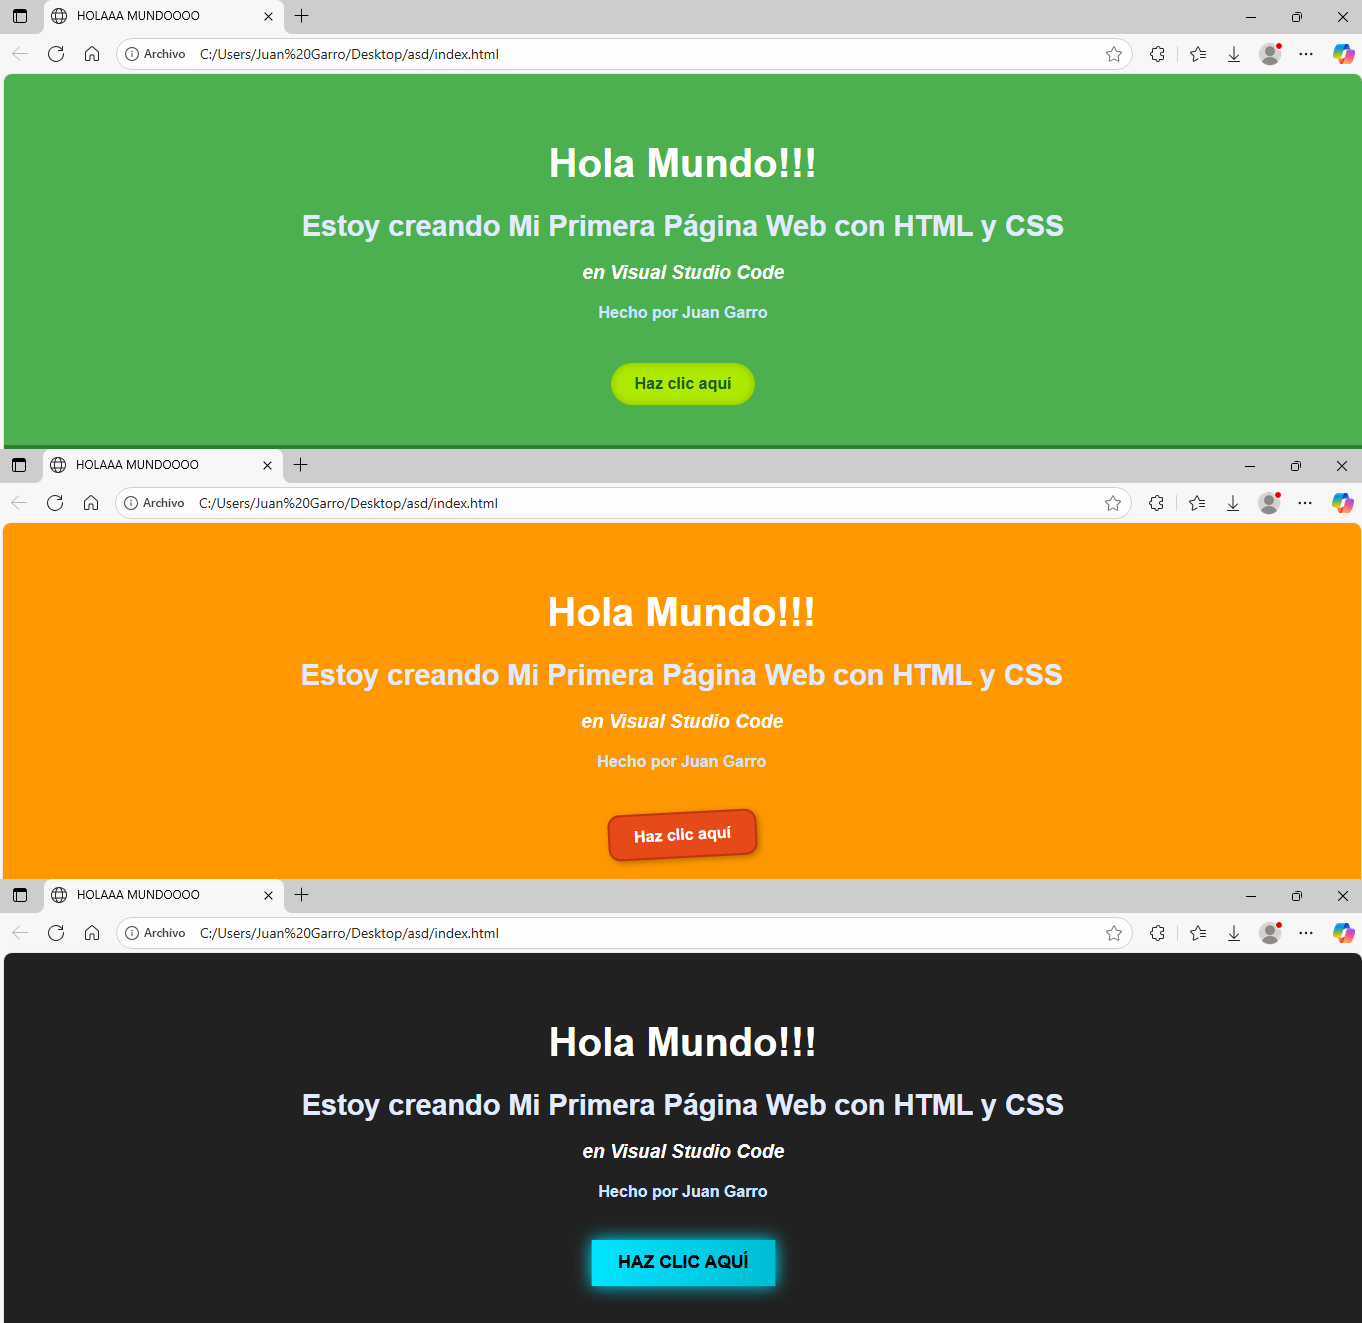 HOLAAA MUNDOOOO
Archivo C:/Users/Juan%20Garro/Desktop/asd/index.html
Hola Mundo!!!
Estoy creando Mi Primera Página Web con HTML y CSS
en Visual Studio Code
Hecho por Juan Garro
Haz clic aquí
HOLAAA MUNDOOOO
Archivo C:/Users/Juan%20Garro/Desktop/asd/index.html
Hola Mundo!!!
Estoy creando Mi Primera Página Web con HTML y CSS
en Visual Studio Code
Hecho por Juan Garro
Haz clic aquí
HOLAAA MUNDOOOO
Archivo C:/Users/Juan%20Garro/Desktop/asd/index.html
Hola Mundo!!!
Estoy creando Mi Primera Página Web con HTML y CSS
en Visual Studio Code
Hecho por Juan Garro
HAZ CLIC AQUÍ